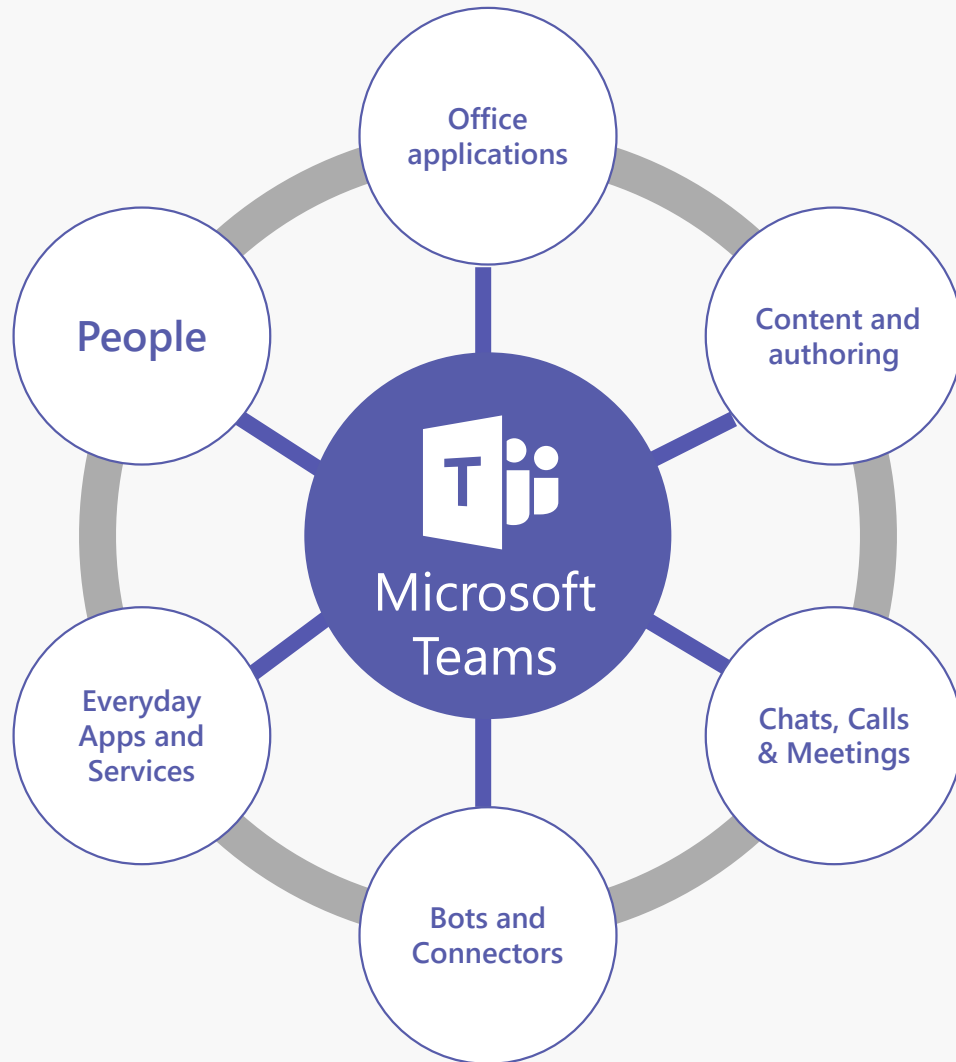 Office
applications
People
Content and
authoring
T
Microsoft
Teams
Everyday
Apps and
Services
Chats, Calls
& Meetings
Bots and
Connectors